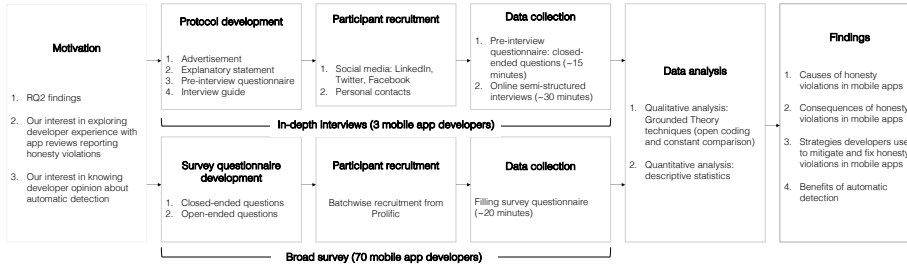 Motivation
1. RQ2 findings
2. Our interest in exploring
developer experience with
app reviews reporting
honesty violations
3. Our interest in knowing
developer opinion about
automatic detection
Protocol development
1. Advertisement
2. Explanatory statement
3. Pre-interview questionnaire
4. Interview guide
Participant recruitment
1. Social media: LinkedIn,
Twitter, Facebook
2. Personal contacts
Data collection
1. Pre-interview
questionnaire: closed-
ended questions (~15
minutes)
2. Online semi-structured
interviews (~30 minutes)
In-depth interviews (3 mobile app developers)
Survey questionnaire
development
1. Closed-ended questions
2. Open-ended questions
Participant recruitment
Batchwise recruitment from
Prolific
Data collection
Filling survey questionnaire
(~20 minutes)
Broad survey (70 mobile app developers)
Data analysis
1. Qualitative analysis:
Grounded Theory
techniques (open coding
and constant comparison)
2. Quantitative analysis:
descriptive statistics
Findings
1. Causes of honesty
violations in mobile apps
2. Consequences of honesty
violations in mobile apps
3. Strategies developers use
to mitigate and fix honesty
violations in mobile apps
4. Benefits of automatic
detection